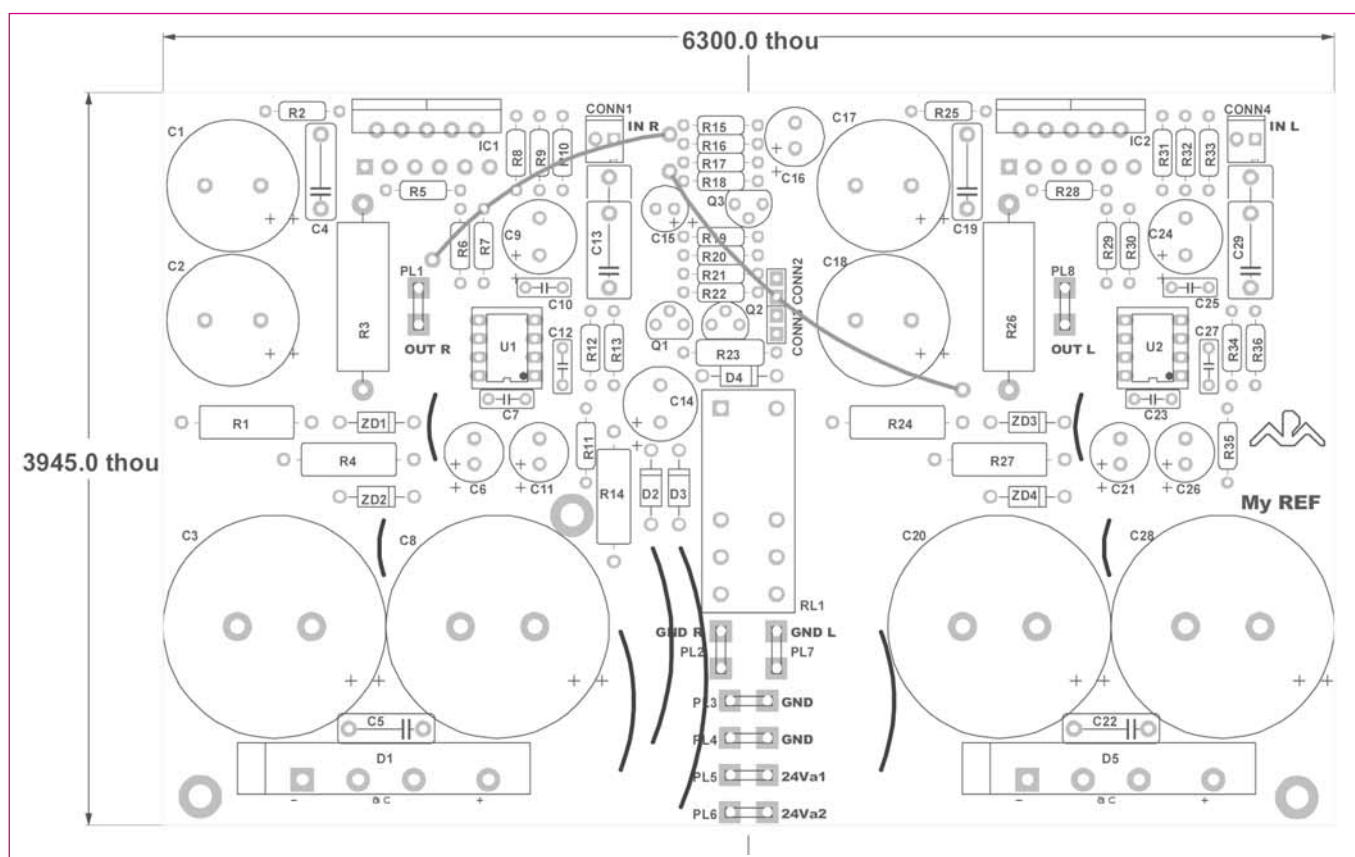 6300.0 thou
3945.0 thou
R2
C1
C4
IC1
R8
R9
R10
CONN1
IN R
R15
R16
R17
R18
C16
C17
R25
C19
IC2
R31
R32
R33
CONN4
IN L
R5
R6
R7
C9
C13
C15
Q3
R28
R29
R30
C24
C29
C2
R3
PL1
OUT R
C10
C12
U1
C7
R12
R13
R19
R20
R21
R22
Q1
Q2
CONN2
CONN3
C18
R26
PL8
OUT L
C25
C27
U2
C23
R34
R36
R23
D4
C14
R1
ZD1
R4
ZD2
C6
C11
R11
R14
D2
D3
R24
ZD3
R27
ZD4
C21
C26
R35
My REF
C3
C8
C20
C28
RL1
GND R
GND L
PL2
PL7
PL3
GND
PL4
GND
PL5
24Va1
PL6
24Va2
C5
D1
- ac +
C22
D5
- ac +